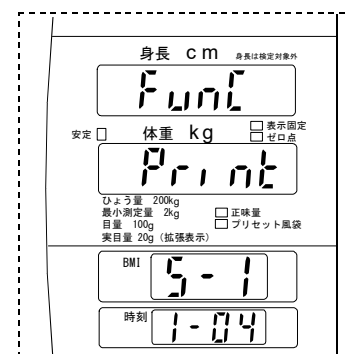 身長 cm 身長は検定対象外
FunC
安定 体重 kg 表示固定
ゼロ点
Print
ひょう量 200kg
最小測定量 2kg 正味量
目量 100g プリセット風袋
実目量 20g（拡張表示）
BMI S-1
時刻 1-04